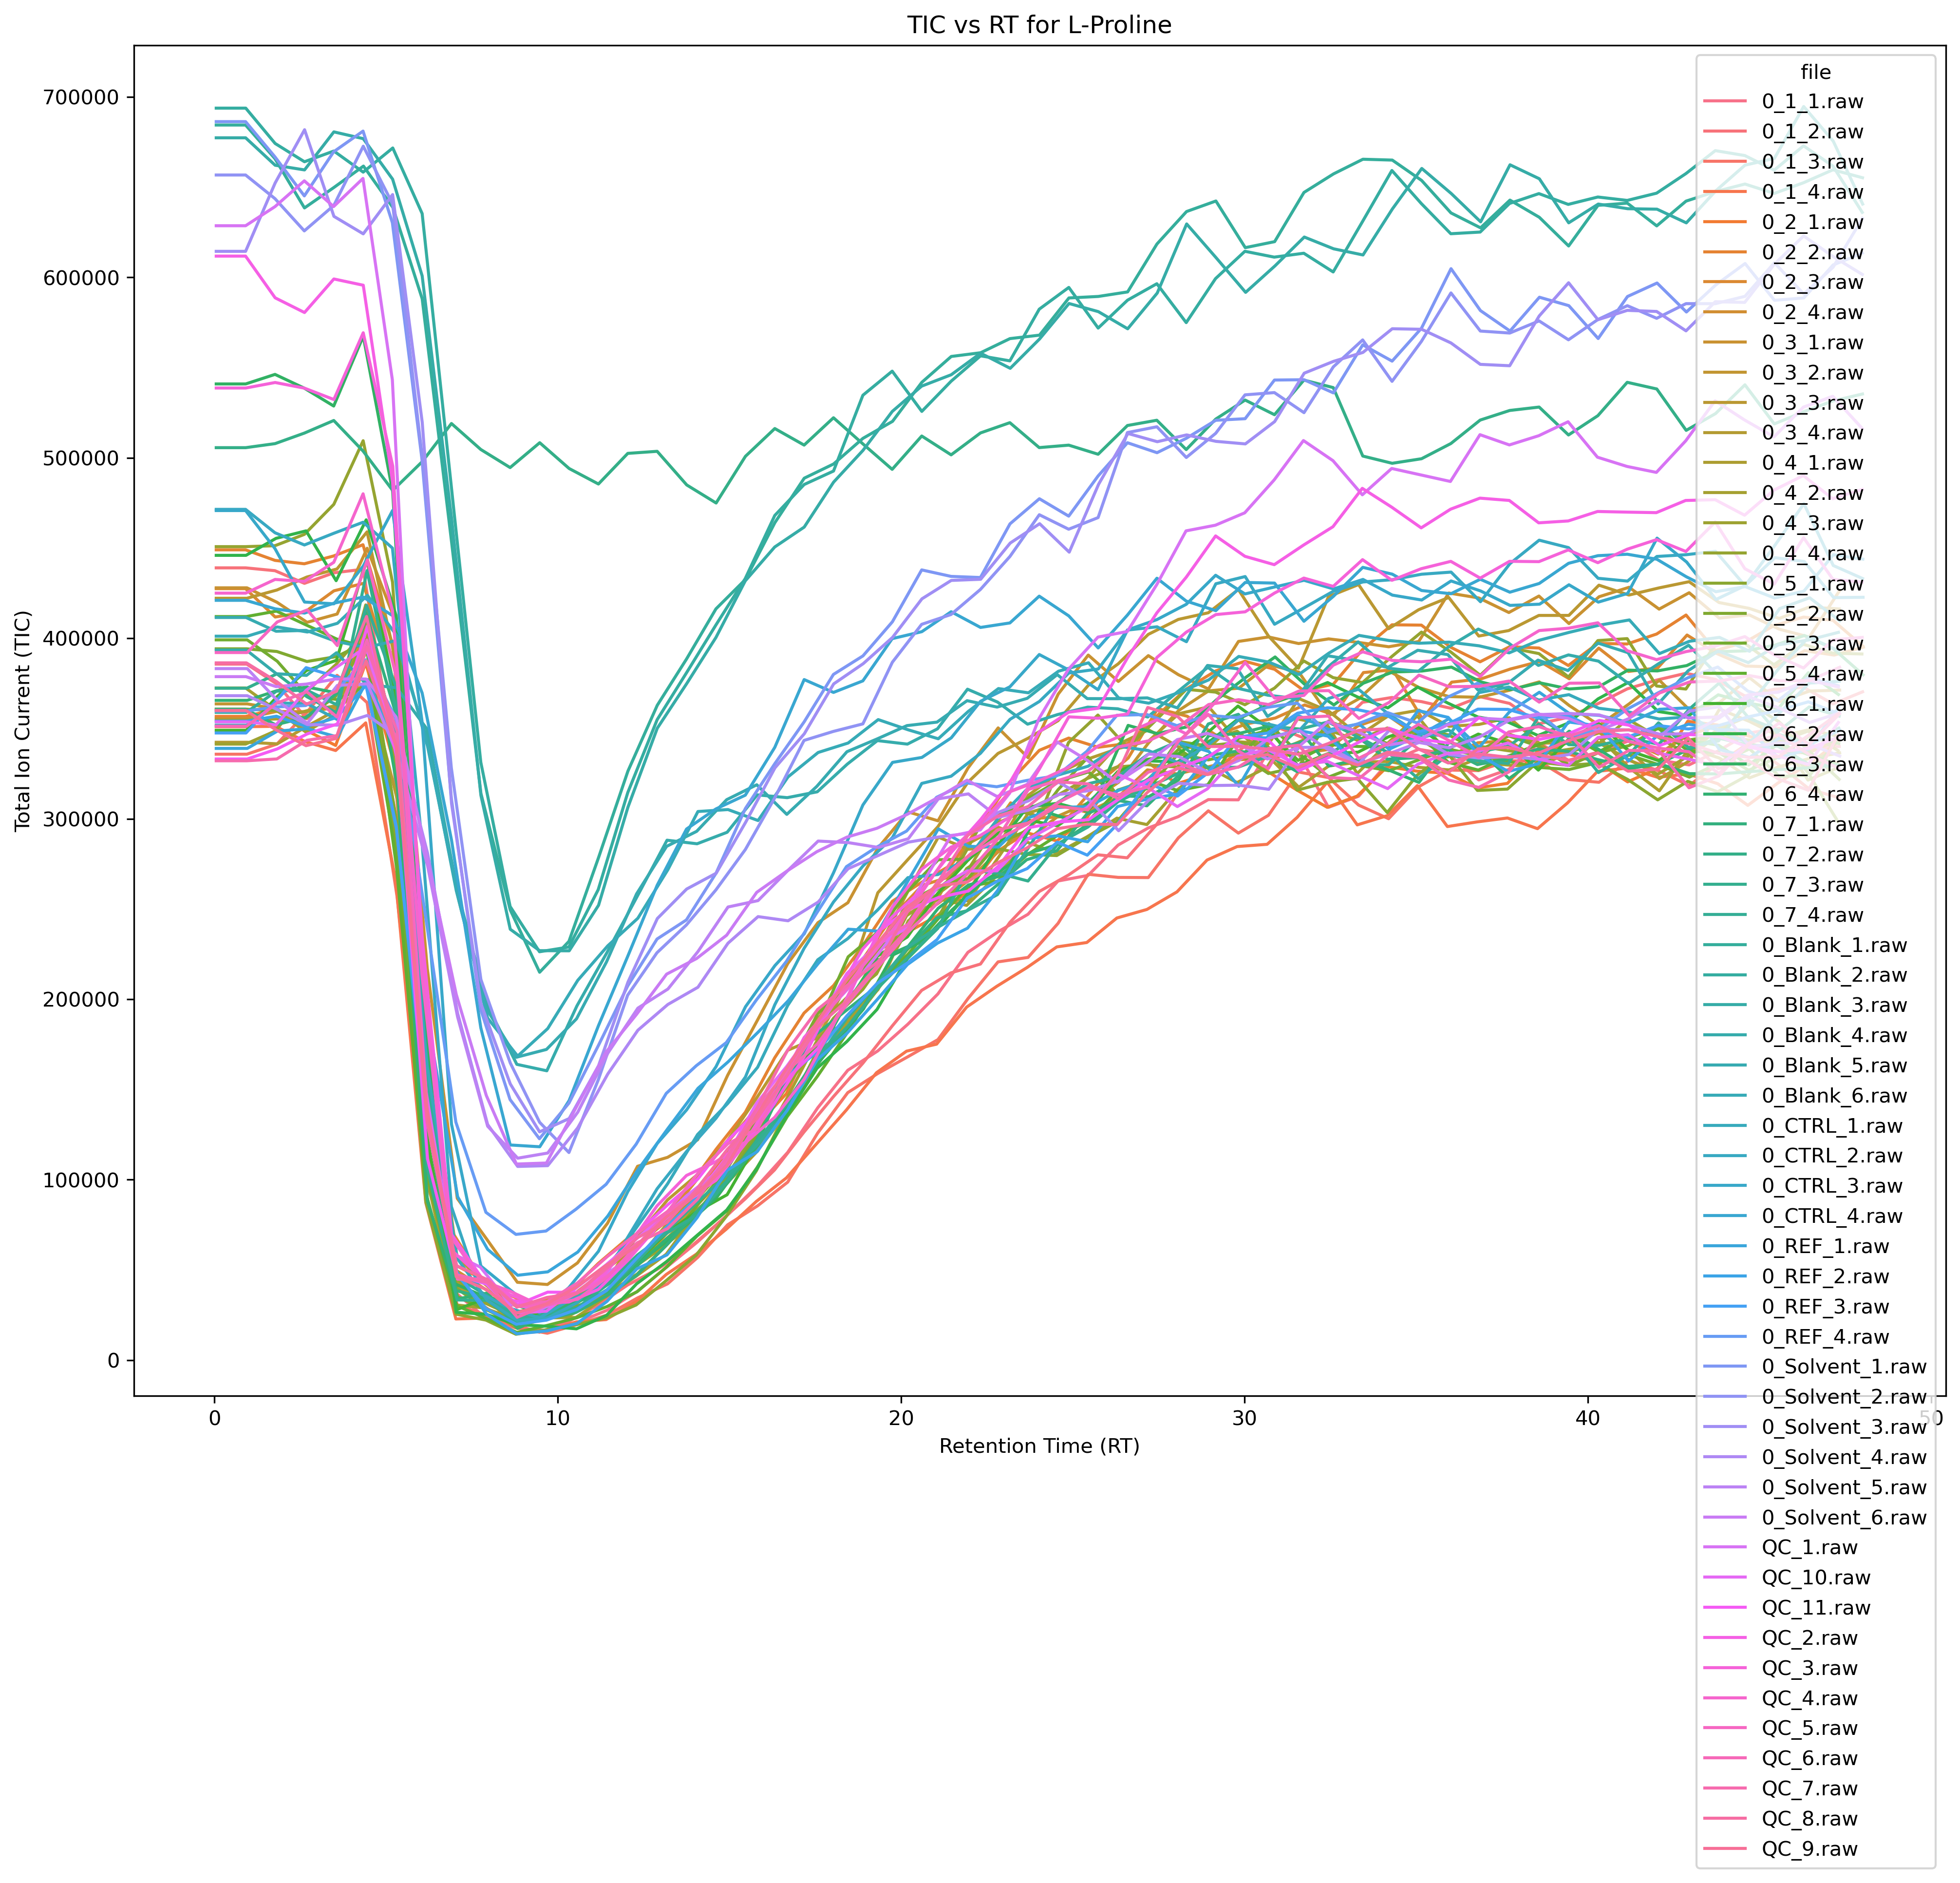 TIC vs RT for L-Proline
Total Ion Current (TIC)
700000
600000
500000
400000
300000
200000
100000
0
0
10
20
30
40
50
Retention Time (RT)
file
0_1_1.raw
0_1_2.raw
0_1_3.raw
0_1_4.raw
0_2_1.raw
0_2_2.raw
0_2_3.raw
0_2_4.raw
0_3_1.raw
0_3_2.raw
0_3_3.raw
0_3_4.raw
0_4_1.raw
0_4_2.raw
0_4_3.raw
0_4_4.raw
0_5_1.raw
0_5_2.raw
0_5_3.raw
0_5_4.raw
0_6_1.raw
0_6_2.raw
0_6_3.raw
0_6_4.raw
0_7_1.raw
0_7_2.raw
0_7_3.raw
0_7_4.raw
0_Blank_1.raw
0_Blank_2.raw
0_Blank_3.raw
0_Blank_4.raw
0_Blank_5.raw
0_Blank_6.raw
0_CTRL_1.raw
0_CTRL_2.raw
0_CTRL_3.raw
0_CTRL_4.raw
0_REF_1.raw
0_REF_2.raw
0_REF_3.raw
0_REF_4.raw
0_Solvent_1.raw
0_Solvent_2.raw
0_Solvent_3.raw
0_Solvent_4.raw
0_Solvent_5.raw
0_Solvent_6.raw
QC_1.raw
QC_10.raw
QC_11.raw
QC_2.raw
QC_3.raw
QC_4.raw
QC_5.raw
QC_6.raw
QC_7.raw
QC_8.raw
QC_9.raw